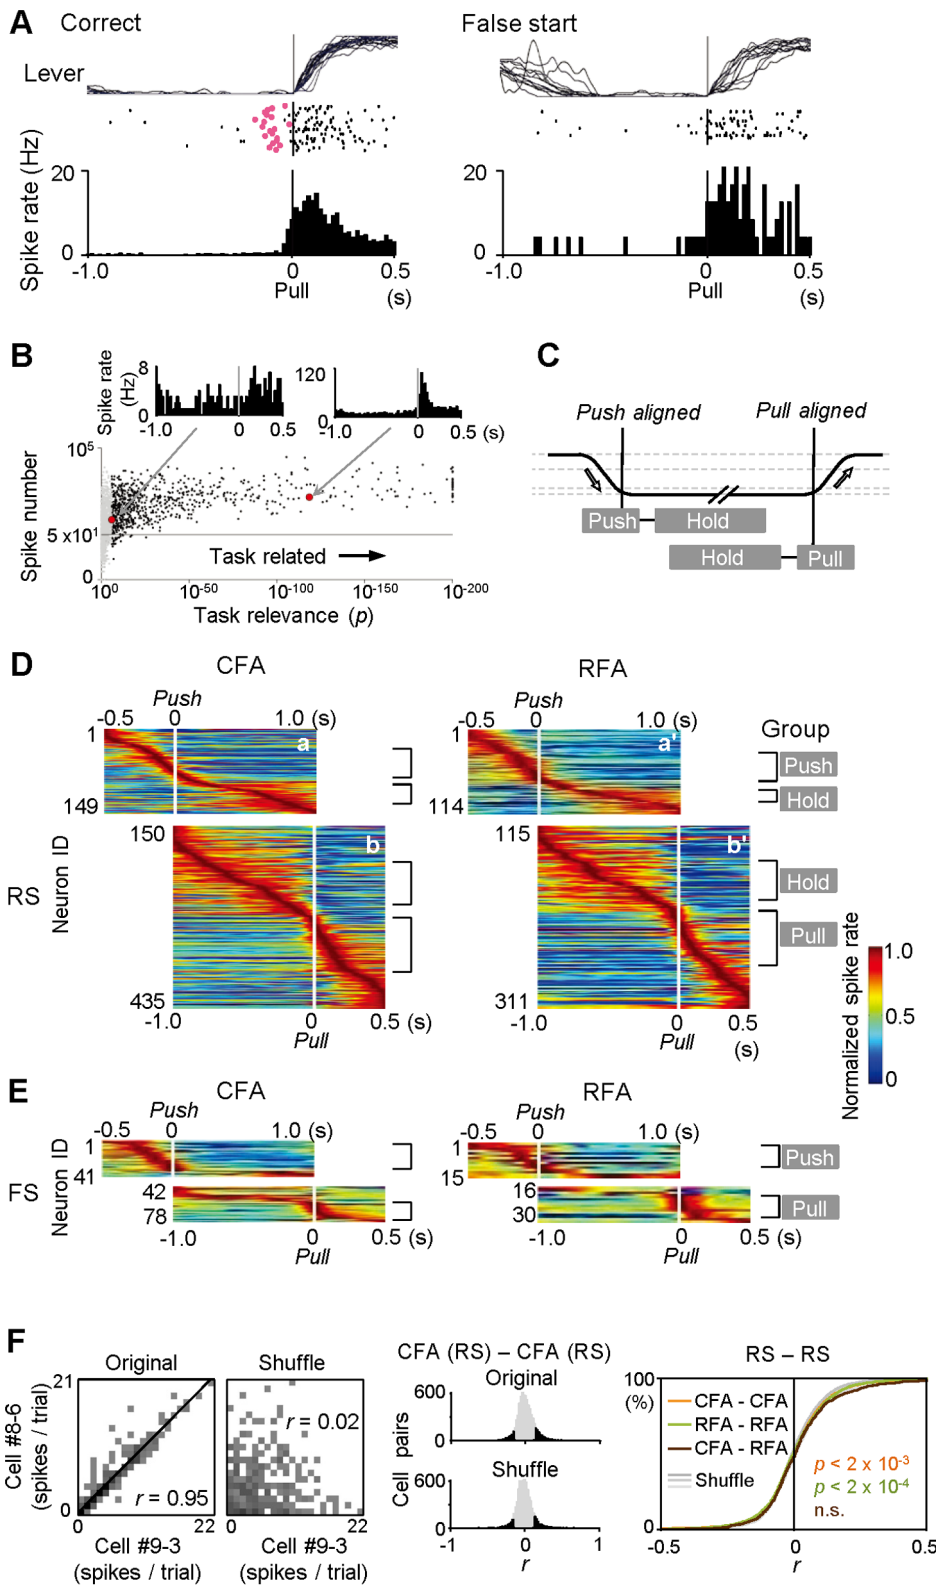 A
Correct
False start
Lever
Spike rate (Hz)
20
0
-1.0 0 0.5
Pull (s)
20
0
-1.0 0 0.5
Pull (s)
B
Spike rate (Hz)
8
0
-1.0 0 0.5
120
0
-1.0 0 0.5 (s)
Spike number
10^5
5 x10^1
0
Task related
10^0 10^-50 10^-100 10^-150 10^-200
Task relevance (p)
C
Push aligned
Pull aligned
Push
Hold
Hold
Pull
D
CFA
RFA
Push
-0.5 0 1.0 (s)
Push
-0.5 0 1.0 (s)
Group
1
a
149
1
a'
114
Push
Hold
RS
Neuron ID
150
b
435
115
b'
311
Hold
Pull
-1.0 0 0.5 (s)
Pull
-1.0 0 0.5
Pull (s)
Normalized spike rate
1.0
0.5
0
E
CFA
RFA
Push
-0.5 0 1.0 (s)
Push
-0.5 0 1.0 (s)
FS
Neuron ID
1
41
42
78
1
15
16
30
Push
Pull
-1.0 0 0.5 (s)
Pull
-1.0 0 0.5 (s)
Pull
F
Original
Shuffle
Cell #8-6
(spikes / trial)
21
0
r = 0.95
r = 0.02
0 22
0 22
Cell #9-3
(spikes / trial)
Cell #9-3
(spikes / trial)
CFA (RS) – CFA (RS)
Original
Cell pairs
600
0
-1 0 1
Shuffle
600
0
-1 0 1
r
RS – RS
100
(%)
CFA - CFA
RFA - RFA
CFA - RFA
Shuffle
p < 2 x 10^-3
p < 2 x 10^-4
n.s.
0
-0.5 0 0.5
r